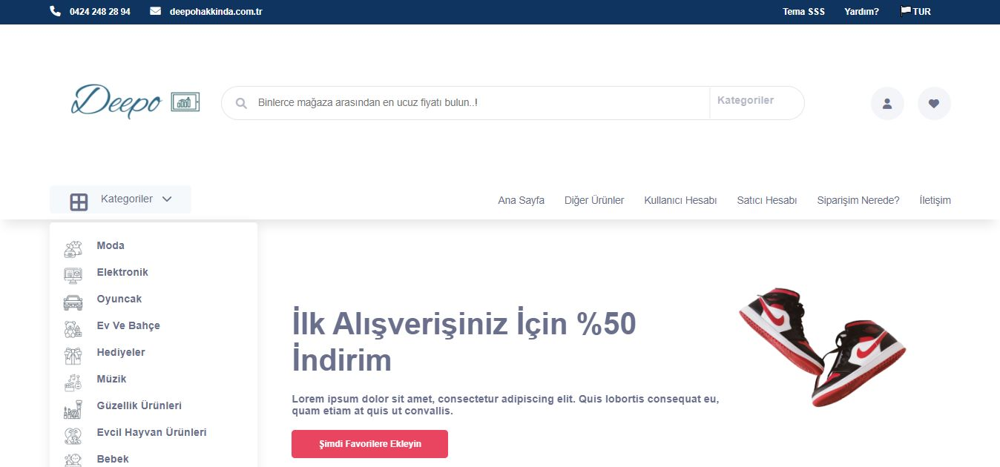 0424 248 28 94 deepohakkinda.com.tr Tema SSS Yardım? TUR
Deepo
Binlerce mağaza arasından en ucuz fiyatı bulun..! Kategoriler
Kategoriler Ana Sayfa Diğer Ürünler Kullanıcı Hesabı Satıcı Hesabı Siparişim Nerede? İletişim
Moda
Elektronik
Oyuncak
Ev Ve Bahçe
Hediyeler
Müzik
Güzellik Ürünleri
Evcil Hayvan Ürünleri
Bebek
İlk Alışverişiniz İçin %50
İndirim
Lorem ipsum dolor sit amet, consectetur adipiscing elit. Quis lobortis consequat eu,
quam etiam at quis ut convallis.
Şimdi Favorilere Ekleyin